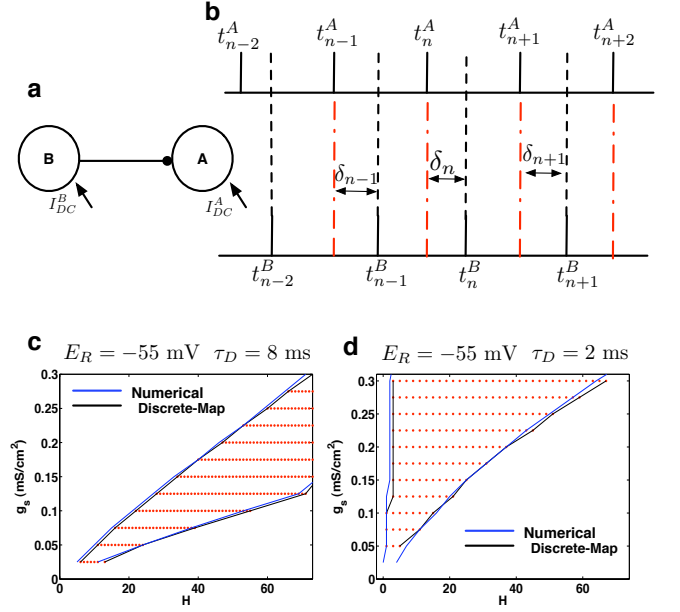 a
B
A
I_{DC}^{B}
I_{DC}^{A}
b
t_{n-2}^{A} t_{n-1}^{A} t_{n}^{A} t_{n+1}^{A} t_{n+2}^{A}
δ_{n-1} δ_{n} δ_{n+1}
t_{n-2}^{B} t_{n-1}^{B} t_{n}^{B} t_{n+1}^{B}
c
E_R = −55 mV τ_D = 8 ms
Numerical
Discrete-Map
g_s (mS/cm²)
0.3
0.25
0.2
0.15
0.1
0.05
0
0 20 40 60
H
d
E_R = −55 mV τ_D = 2 ms
Numerical
Discrete-Map
g_s (mS/cm²)
0.3
0.25
0.2
0.15
0.1
0.05
0
0 20 40 60
H